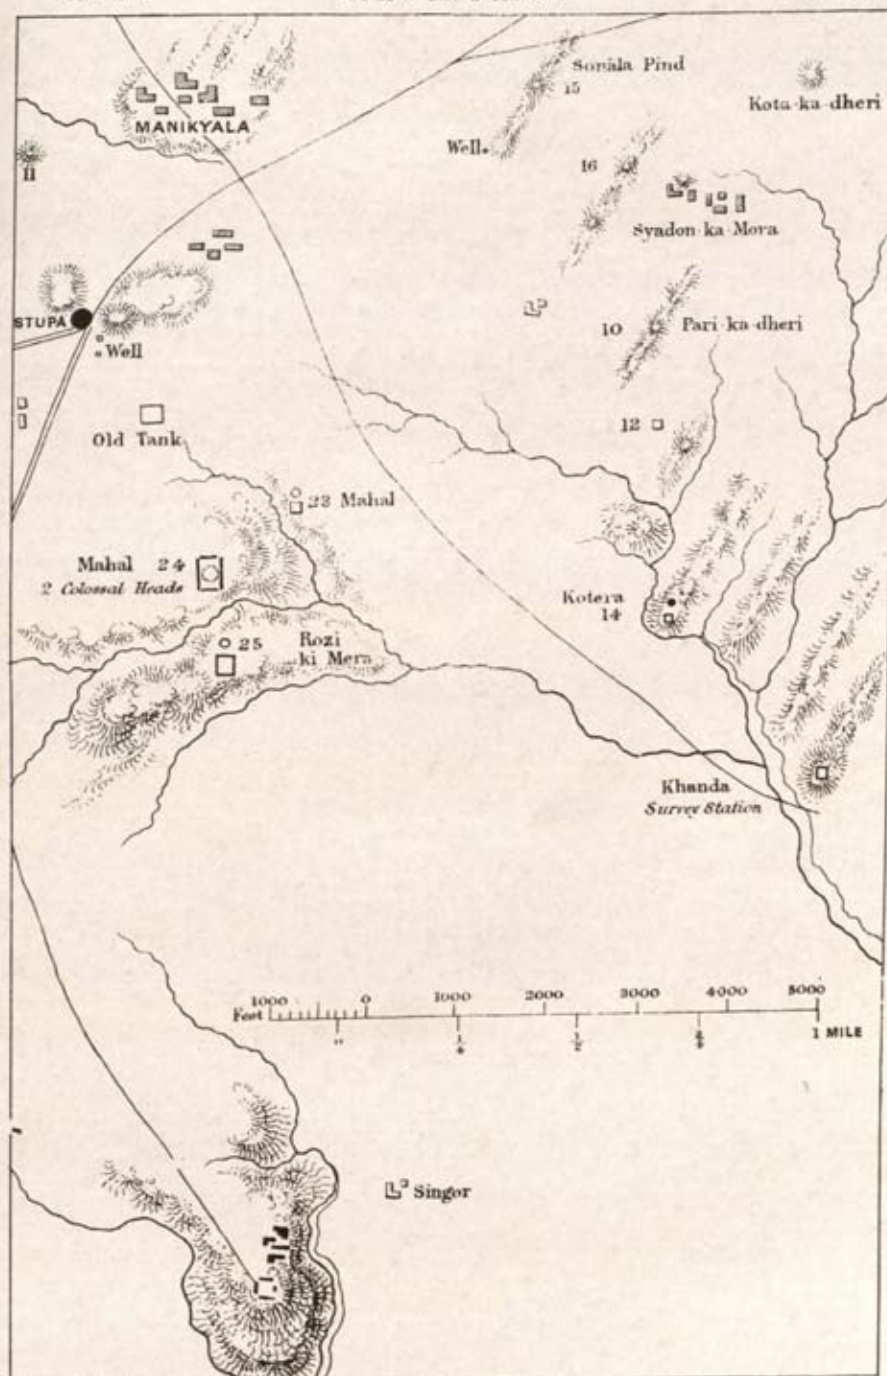 Sonâla Pind
15
Kota-ka-dheri
MANIKYALA
Well
11
16
Syadon-ka-Mora
STUPA
Well
10
Pari-ka-dheri
Old Tank
12
23 Mahal
Mahal 24
2 Colossal Heads
Kotera
14
25
Rozi
ki Mera
Khanda
Survey Station
1000 0 1000 2000 3000 4000 5000
Feet
1 MILE
Singor